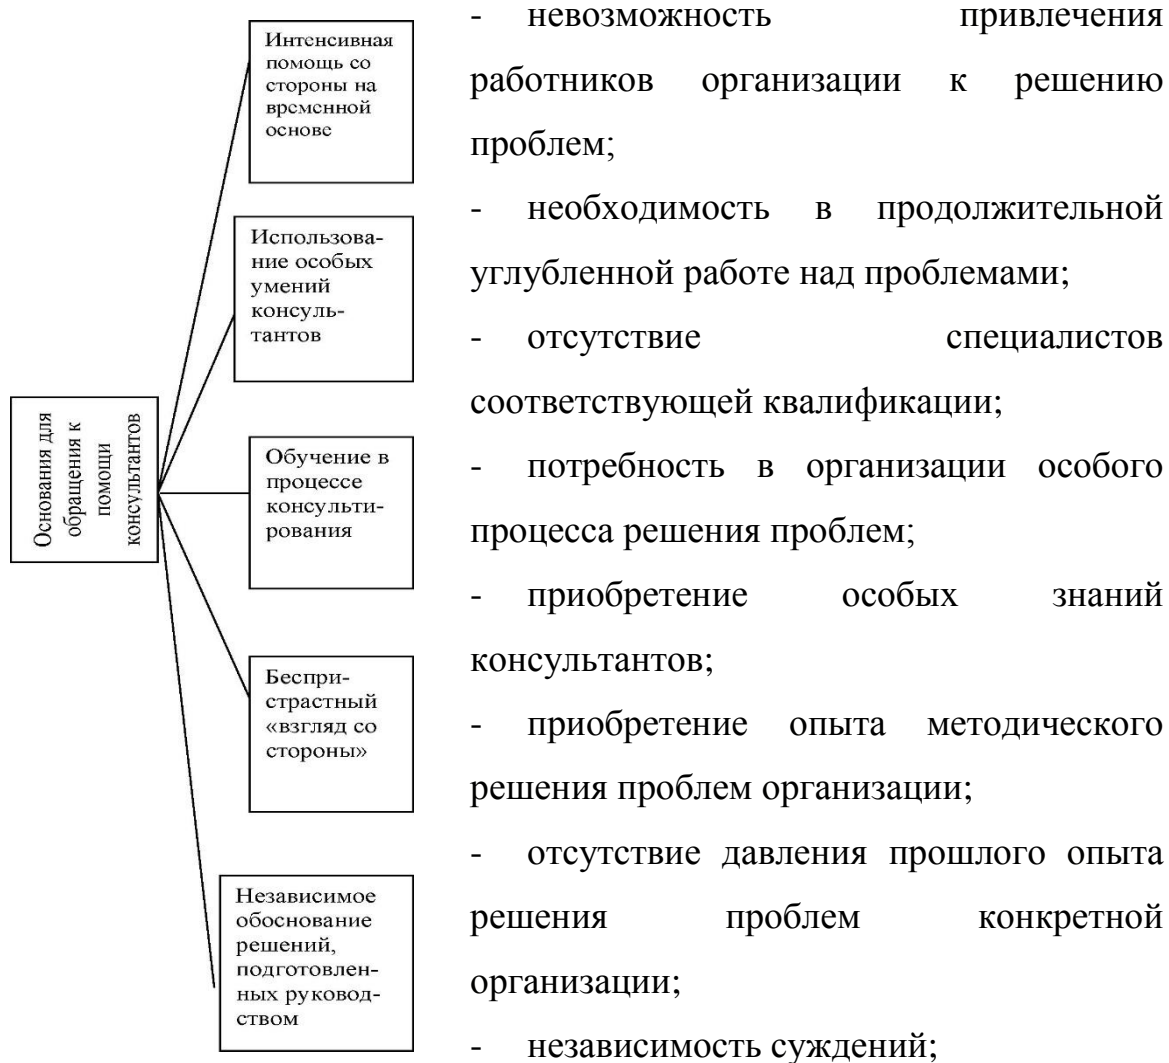 Основания для
обращения к
помощи
консультантов
Интенсивная
помощь со
стороны на
временной
основе
Использова-
ние особых
умений
консуль-
тантов
Обучение в
процессе
консульти-
рования
Беспри-
страстный
«взгляд со
стороны»
Независимое
обоснование
решений,
подготовлен-
ных руковод-
ством
- невозможность привлечения
работников организации к решению
проблем;
- необходимость в продолжительной
углубленной работе над проблемами;
- отсутствие специалистов
соответствующей квалификации;
- потребность в организации особого
процесса решения проблем;
- приобретение особых знаний
консультантов;
- приобретение опыта методического
решения проблем организации;
- отсутствие давления прошлого опыта
решения проблем конкретной
организации;
- независимость суждений;